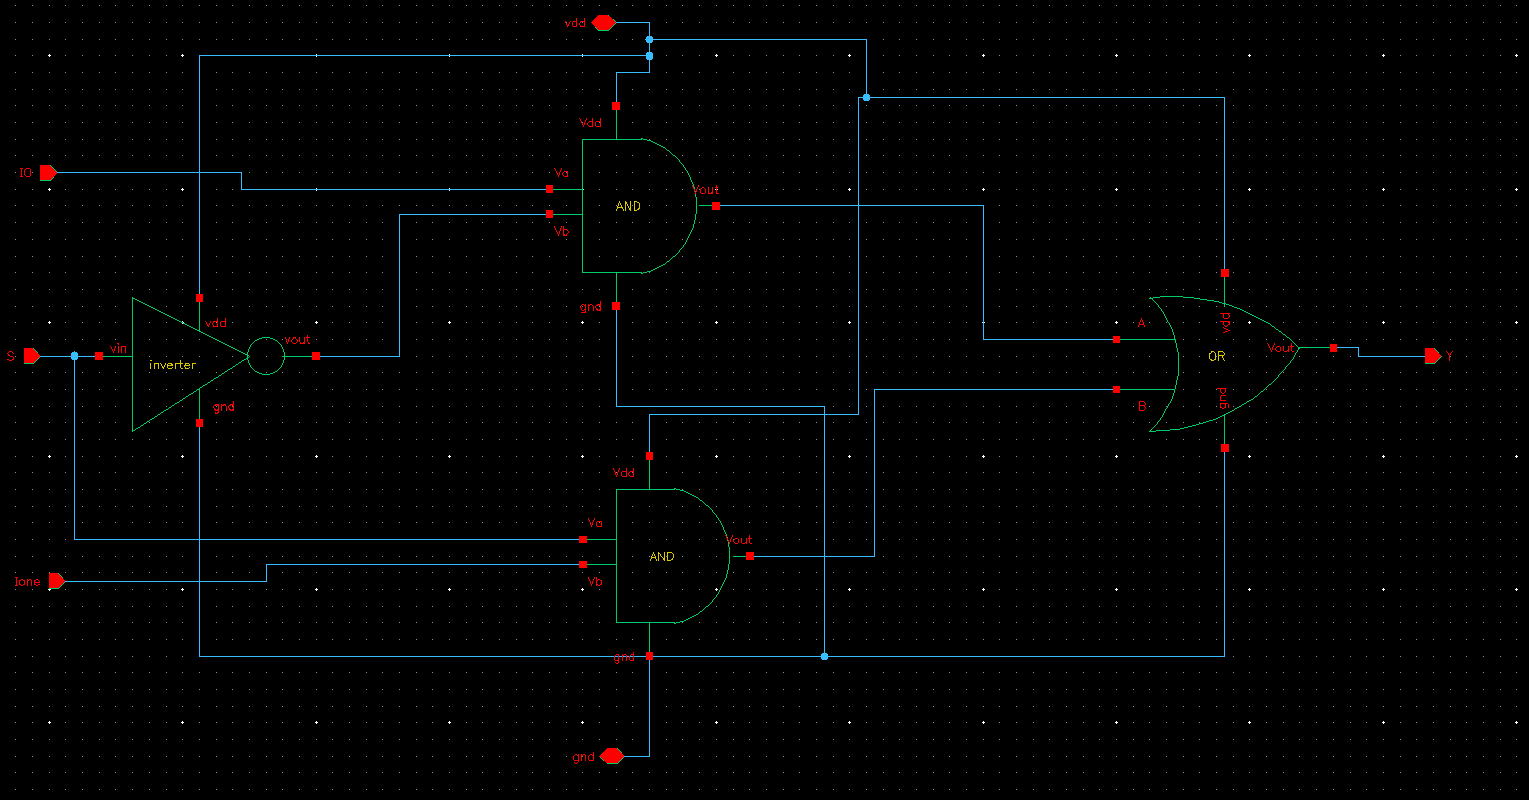 vdd
Vdd
IO
Va
Vout
AND
Vb
gnd
vdd
A
vdd
S
vin
vout
inverter
OR
Vout
Y
gnd
gnd
B
Vdd
Va
Vout
AND
Ione
Vb
gnd
gnd